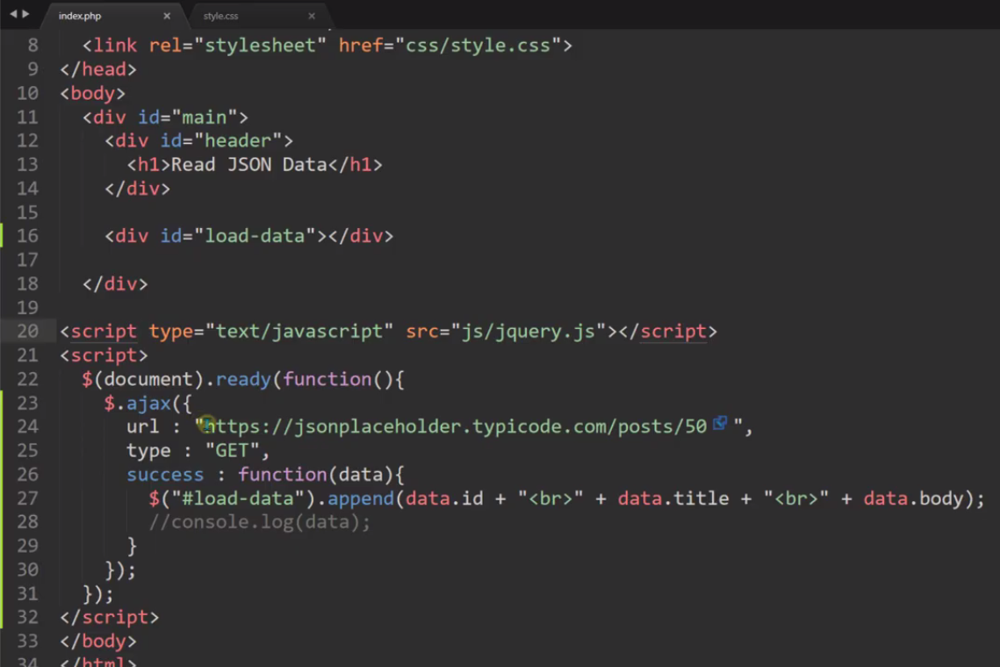 index.php × style.css ×
8 <link rel="stylesheet" href="css/style.css">
9 </head>
10 <body>
11 <div id="main">
12 <div id="header">
13 <h1>Read JSON Data</h1>
14 </div>
15
16 <div id="load-data"></div>
17
18 </div>
19
20 <script type="text/javascript" src="js/jquery.js"></script>
21 <script>
22 $(document).ready(function(){
23 $.ajax({
24 url : "https://jsonplaceholder.typicode.com/posts/50 ",
25 type : "GET",
26 success : function(data){
27 $("#load-data").append(data.id + "<br>" + data.title + "<br>" + data.body);
28 //console.log(data);
29 }
30 });
31 });
32 </script>
33 </body>
34 </html>